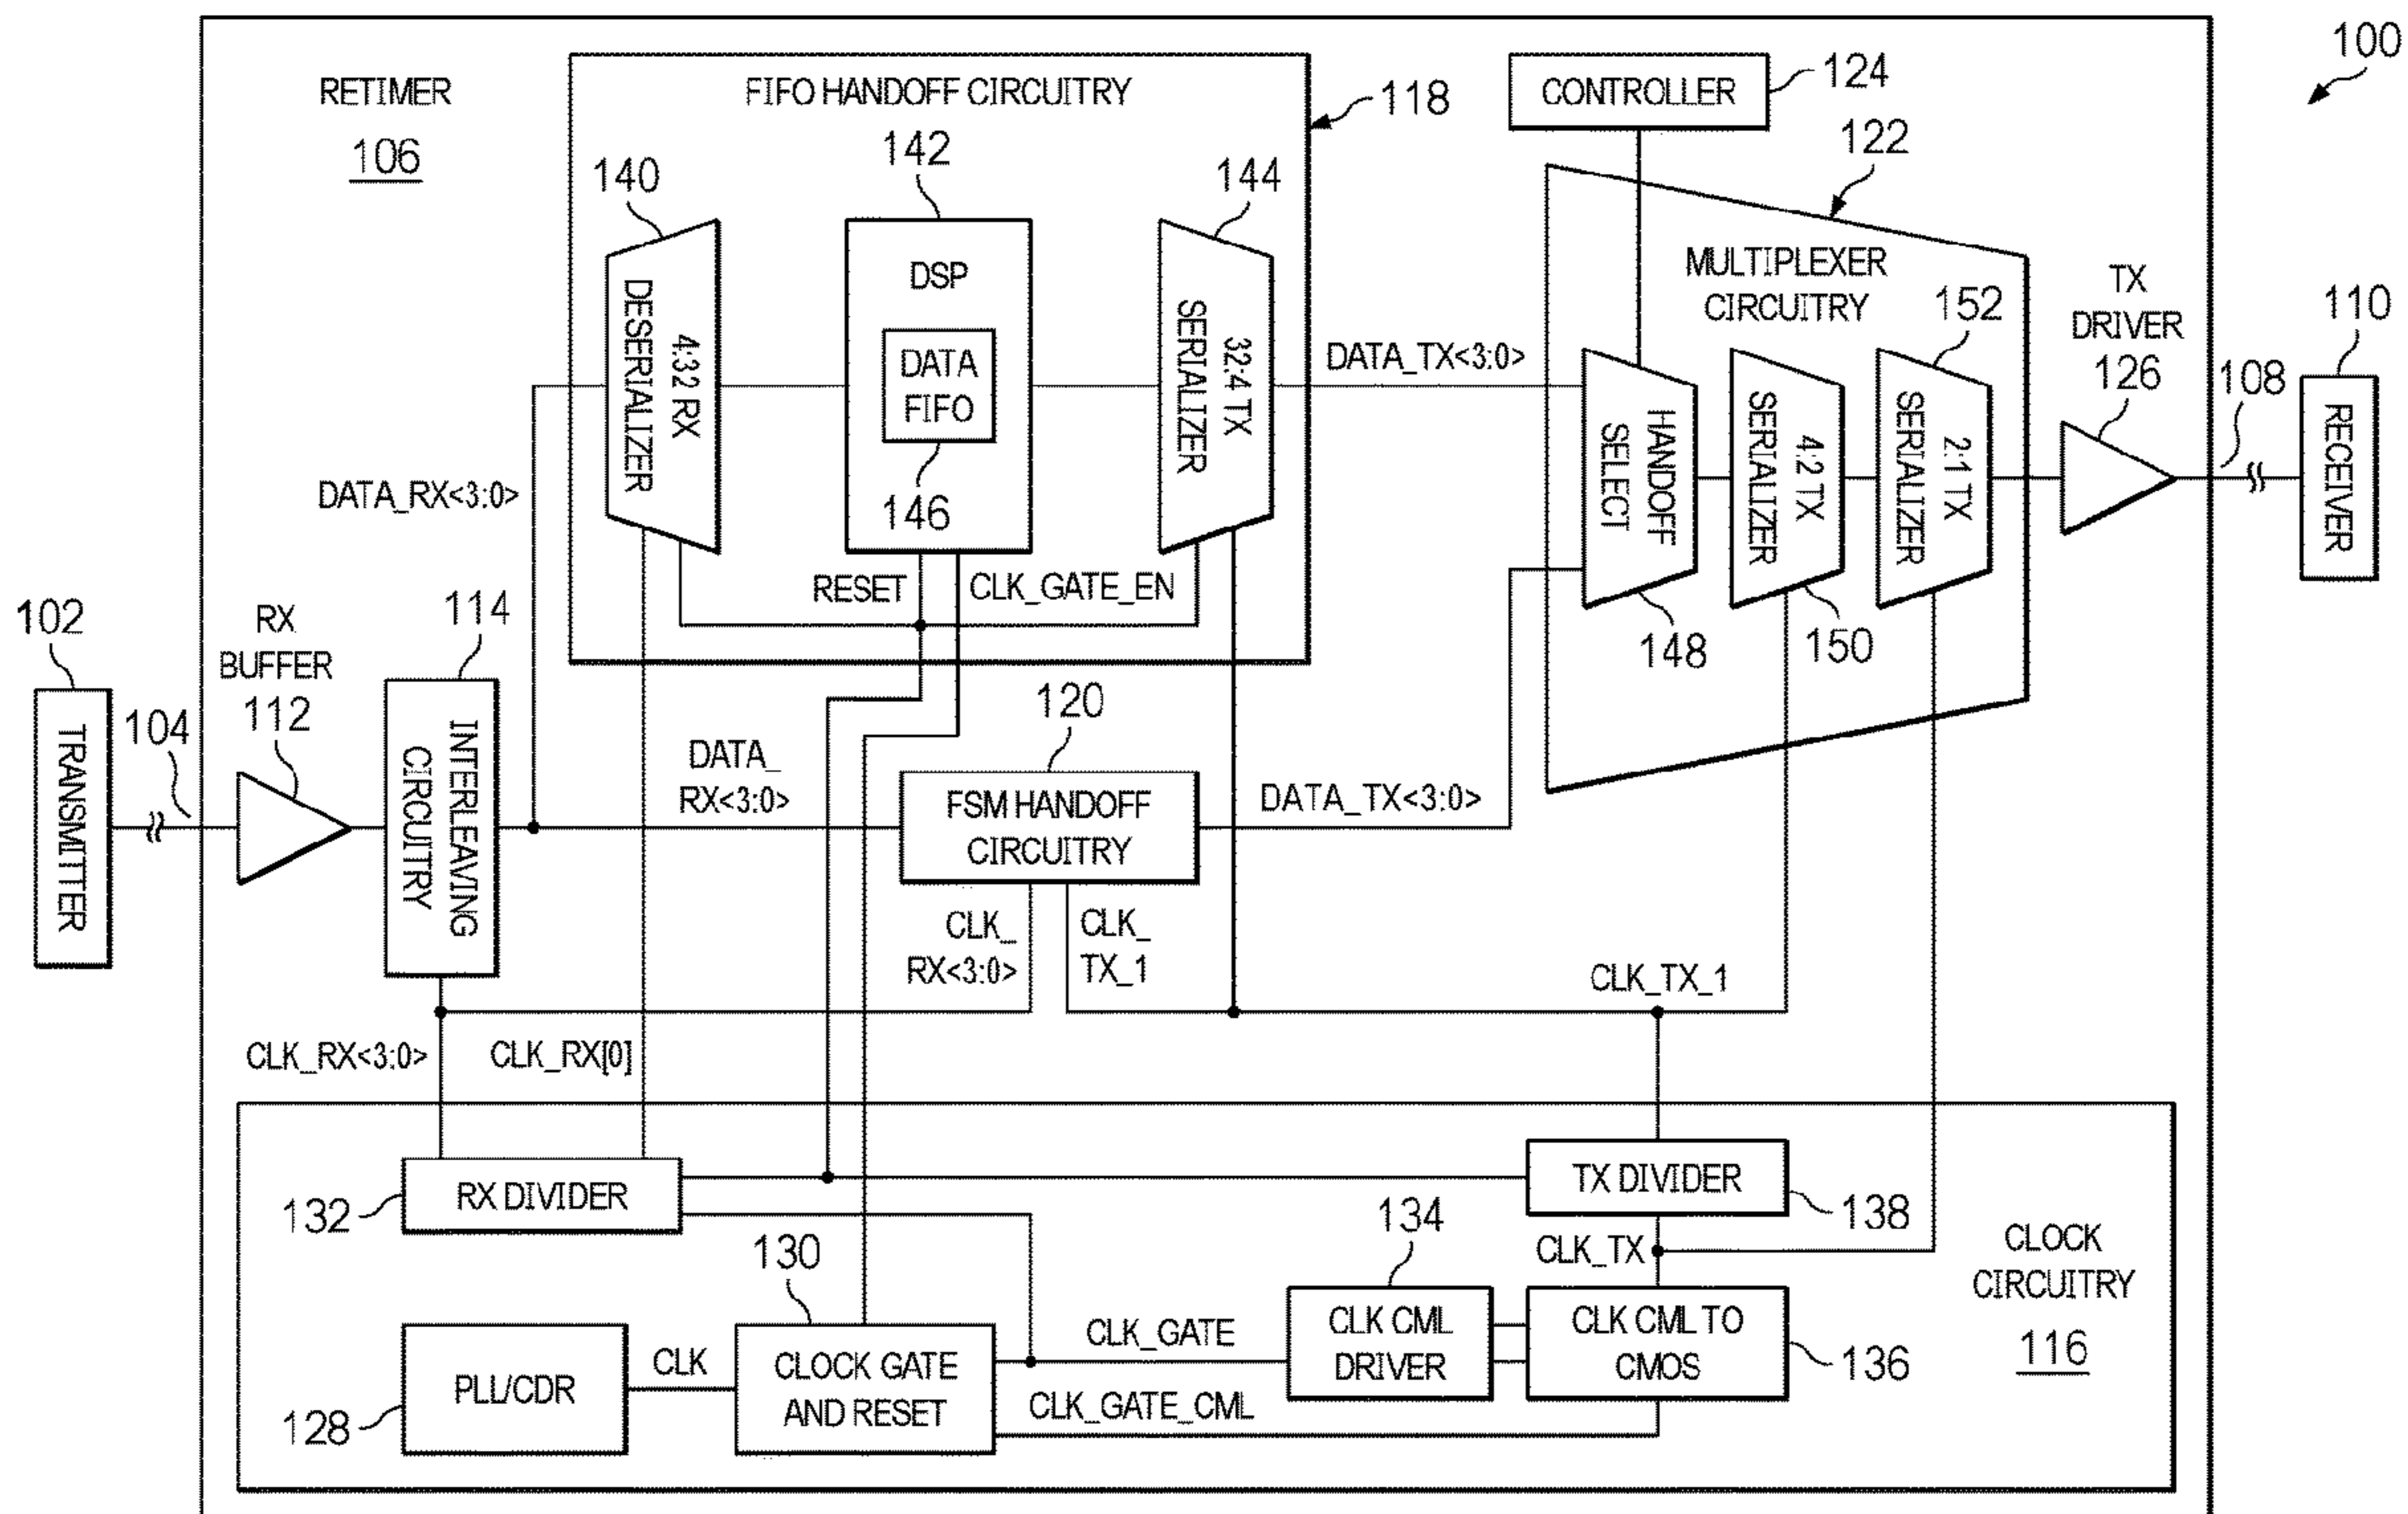 100
RETIMER
106
FIFO HANDOFF CIRCUITRY
118
CONTROLLER
124
122
140
142
144
4:32 RX
DESERIALIZER
DSP
DATA
FIFO
146
32:4 TX
SERIALIZER
RESET
CLK_GATE_EN
DATA_RX<3:0>
DATA_TX<3:0>
MULTIPLEXER
CIRCUITRY
HANDOFF
SELECT
148
4:2 TX
SERIALIZER
150
152
2:1 TX
SERIALIZER
TX
DRIVER
126
108
110
RECEIVER
102
TRANSMITTER
104
RX
BUFFER
112
114
INTERLEAVING
CIRCUITRY
DATA_
RX<3:0>
120
FSM HANDOFF
CIRCUITRY
DATA_TX<3:0>
CLK_
RX<3:0>
CLK_
TX_1
CLK_TX_1
CLK_RX<3:0>
CLK_RX[0]
RX DIVIDER
132
TX DIVIDER
138
CLK_TX
130
134
PLL/CDR
128
CLK
CLOCK GATE
AND RESET
CLK_GATE
CLK_GATE_CML
CLK CML
DRIVER
CLK CML TO
CMOS
136
CLOCK
CIRCUITRY
116